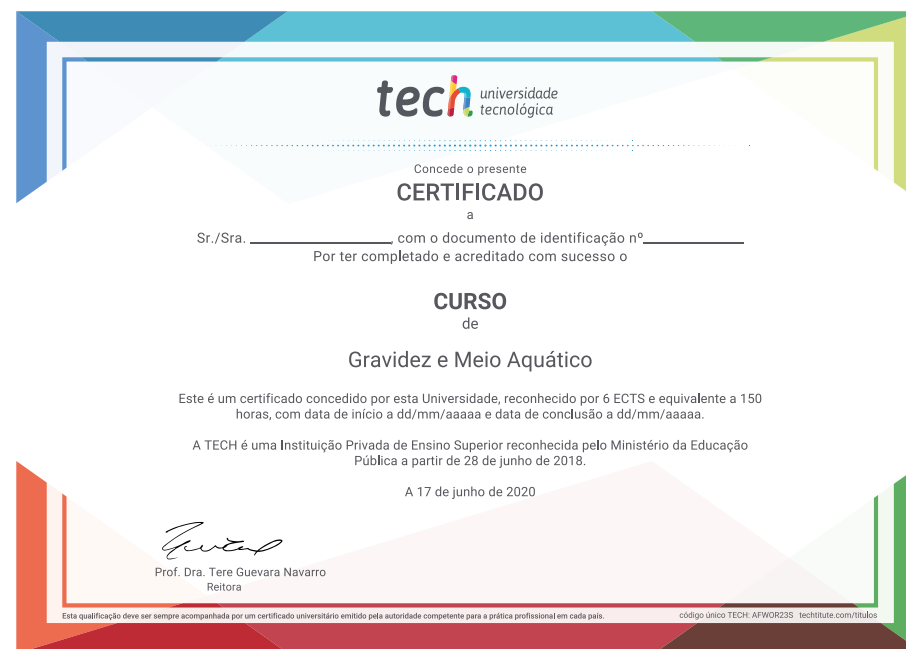 tech universidade
tecnológica
Concede o presente
CERTIFICADO
a
Sr./Sra. __________________, com o documento de identificação nº_____________
Por ter completado e acreditado com sucesso o
CURSO
de
Gravidez e Meio Aquático
Este é um certificado concedido por esta Universidade, reconhecido por 6 ECTS e equivalente a 150
horas, com data de início a dd/mm/aaaaa e data de conclusão a dd/mm/aaaaa.
A TECH é uma Instituição Privada de Ensino Superior reconhecida pelo Ministério da Educação
Pública a partir de 28 de junho de 2018.
A 17 de junho de 2020
Prof. Dra. Tere Guevara Navarro
Reitora
Esta qualificação deve ser sempre acompanhada por um certificado universitário emitido pela autoridade competente para a prática profissional em cada país.
código único TECH: AFWOR23S techtitute.com/titulos